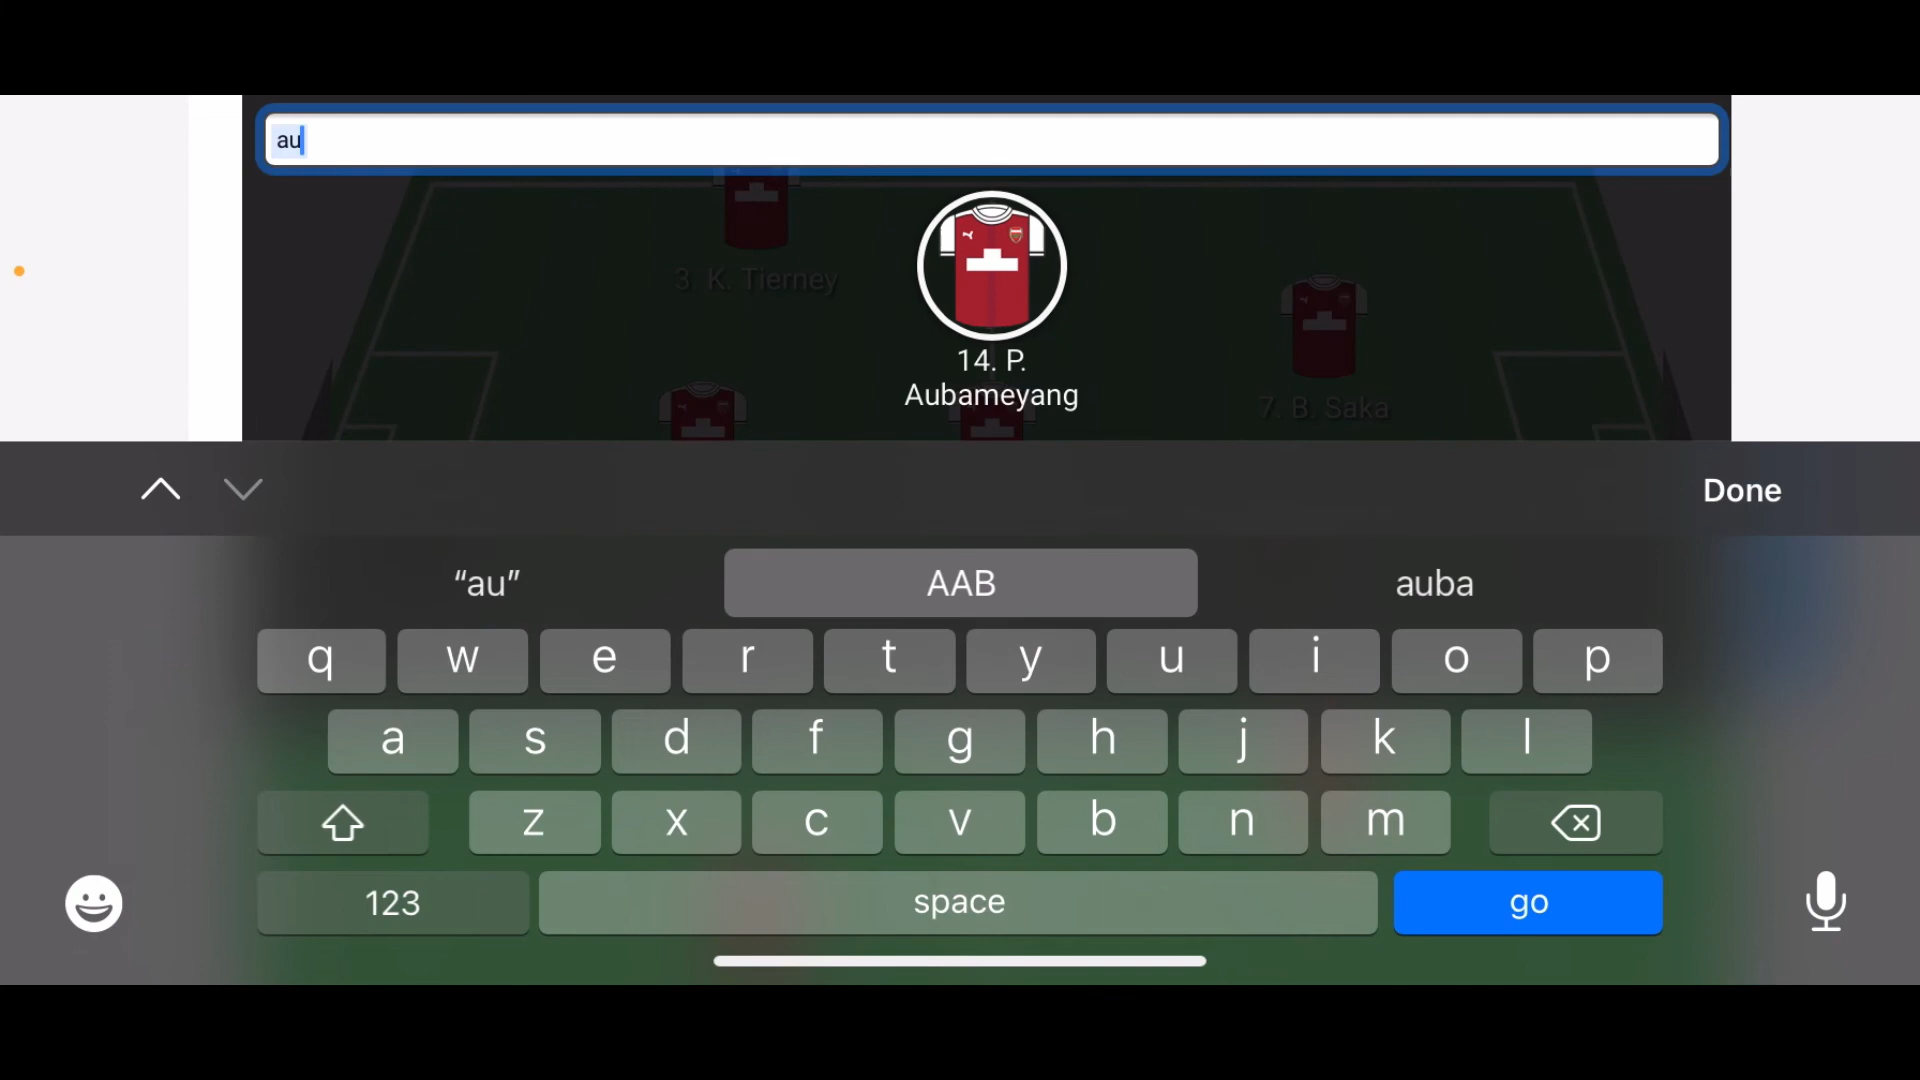 au
3. K. Tierney
14. P.
Aubameyang
7. B. Saka
Done
“au”
AAB
auba
q w e r t y u i o p
a s d f g h j k l
z x c v b n m
123
space
go